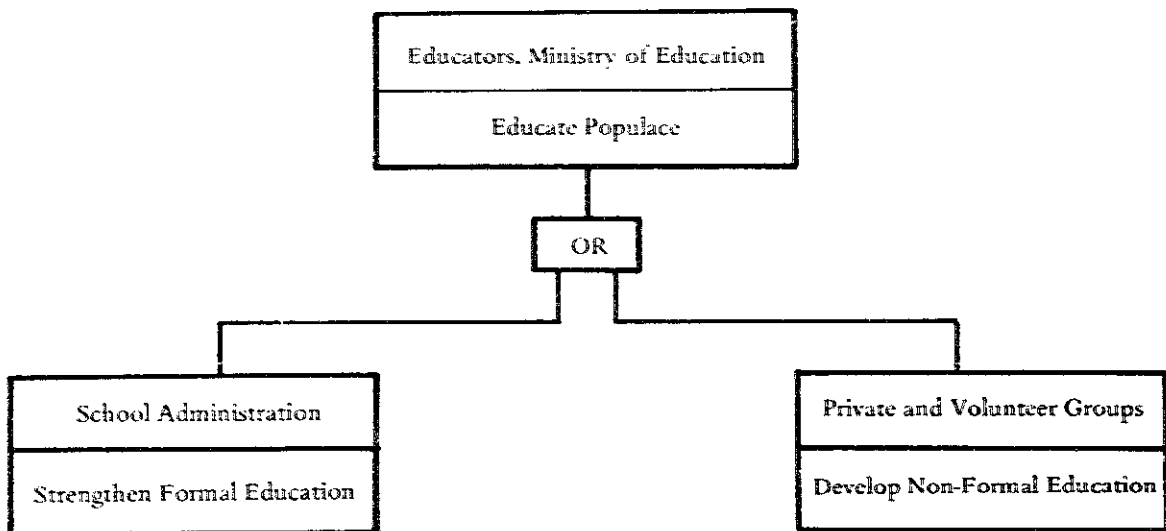 Educators, Ministry of Education
Educate Populace
OR
School Administration
Strengthen Formal Education
Private and Volunteer Groups
Develop Non-Formal Education